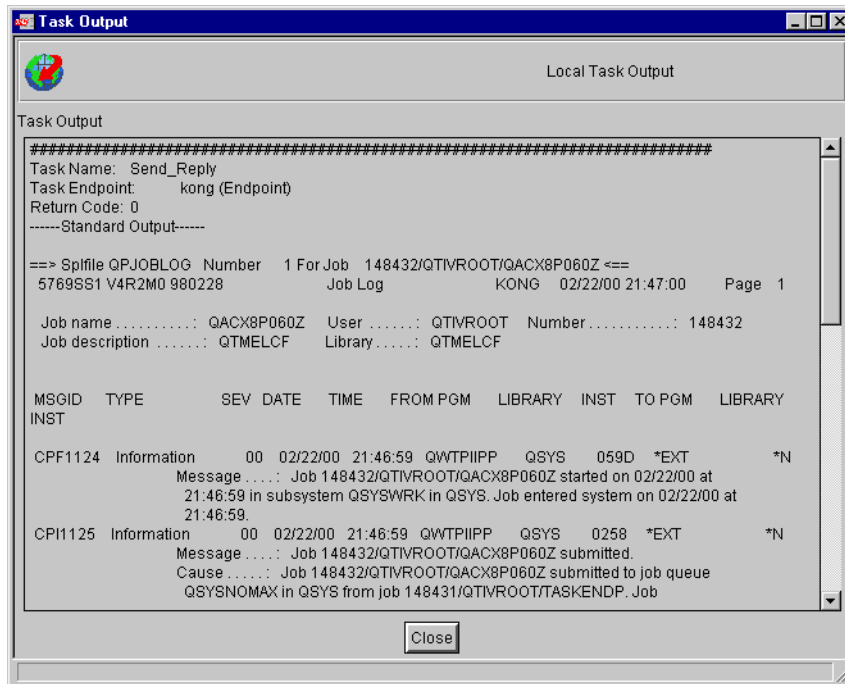 Task Output
Local Task Output
Task Output
##########################################################################
Task Name: Send_Reply
Task Endpoint: kong (Endpoint)
Return Code: 0
------Standard Output------
==> Splfile QPJOBLOG Number 1 For Job 148432/QTIVROOT/QACX8P060Z <==
5769SS1 V4R2M0 980228 Job Log KONG 02/22/00 21:47:00 Page 1
Job name . . . . . . . . . . : QACX8P060Z User . . . . . . : QTIVROOT Number . . . . . . . . . . . : 148432
Job description . . . . . . : QTMELCF Library . . . . . : QTMELCF
MSGID TYPE SEV DATE TIME FROM PGM LIBRARY INST TO PGM LIBRARY
INST
CPF1124 Information 00 02/22/00 21:46:59 QWTPIIPP QSYS 059D *EXT *N
Message . . . . : Job 148432/QTIVROOT/QACX8P060Z started on 02/22/00 at
21:46:59 in subsystem QSYSWRK in QSYS. Job entered system on 02/22/00 at
21:46:59.
CPI1125 Information 00 02/22/00 21:46:59 QWTPIIPP QSYS 0258 *EXT *N
Message . . . . : Job 148432/QTIVROOT/QACX8P060Z submitted.
Cause . . . . . : Job 148432/QTIVROOT/QACX8P060Z submitted to job queue
QSYSNOMAX in QSYS from job 148431/QTIVROOT/TASKENDP. Job
Close